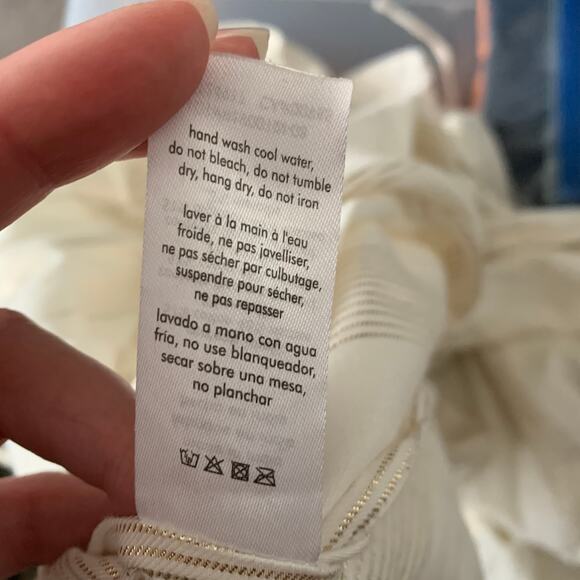 hand wash cool water,
do not bleach, do not tumble
dry, hang dry, do not iron
laver à la main à l'eau
froide, ne pas javelliser,
ne pas sécher par culbutage,
suspendre pour sécher,
ne pas repasser
lavado a mano con agua
fría, no use blanqueador,
secar sobre una mesa,
no planchar